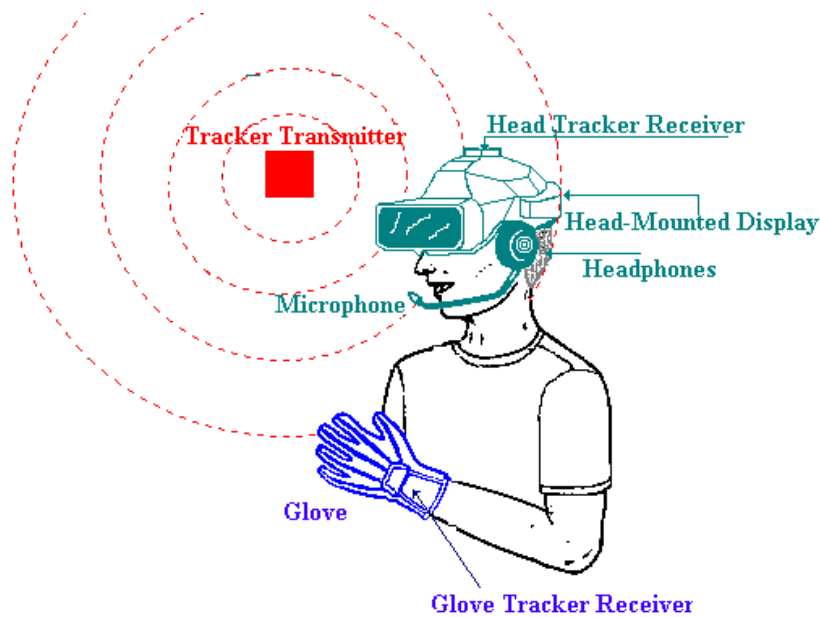 Tracker Transmitter
Head Tracker Receiver
Head-Mounted Display
Headphones
Microphone
Glove
Glove Tracker Receiver